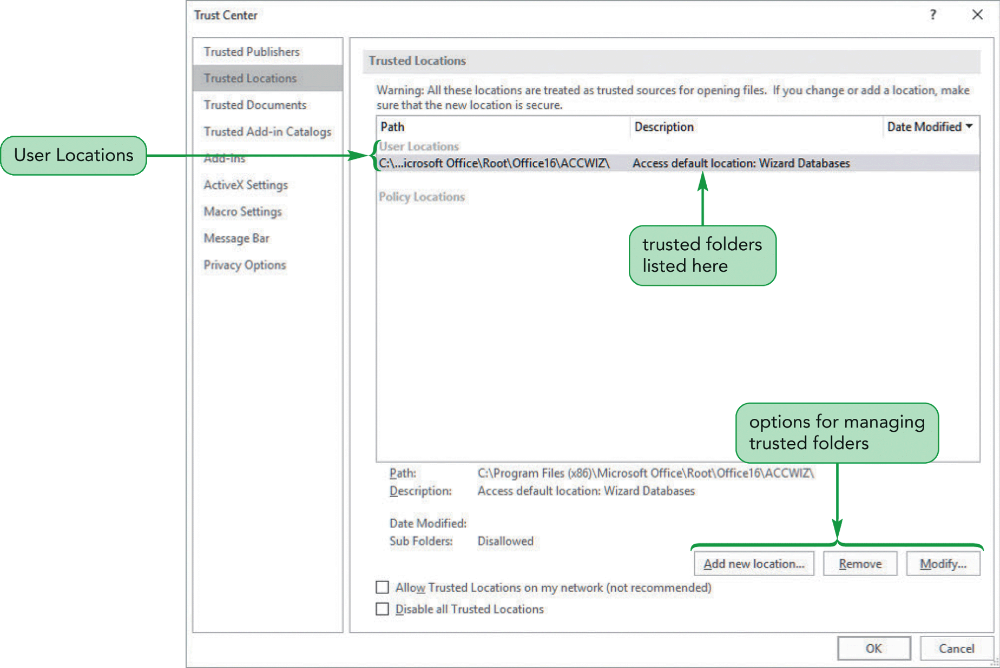 Trust Center
?
Trusted Publishers
Trusted Locations
Trusted Documents
Trusted Add-in Catalogs
Add-ins
ActiveX Settings
Macro Settings
Message Bar
Privacy Options
User Locations
Trusted Locations
Warning: All these locations are treated as trusted sources for opening files. If you change or add a location, make
sure that the new location is secure.
Path Description Date Modified
User Locations
C:\...icrosoft Office\Root\Office16\ACCWIZ\ Access default location: Wizard Databases
Policy Locations
trusted folders
listed here
options for managing
trusted folders
Path: C:\Program Files (x86)\Microsoft Office\Root\Office16\ACCWIZ\
Description: Access default location: Wizard Databases
Date Modified:
Sub Folders: Disallowed
Add new location... Remove Modify...
Allow Trusted Locations on my network (not recommended)
Disable all Trusted Locations
OK Cancel